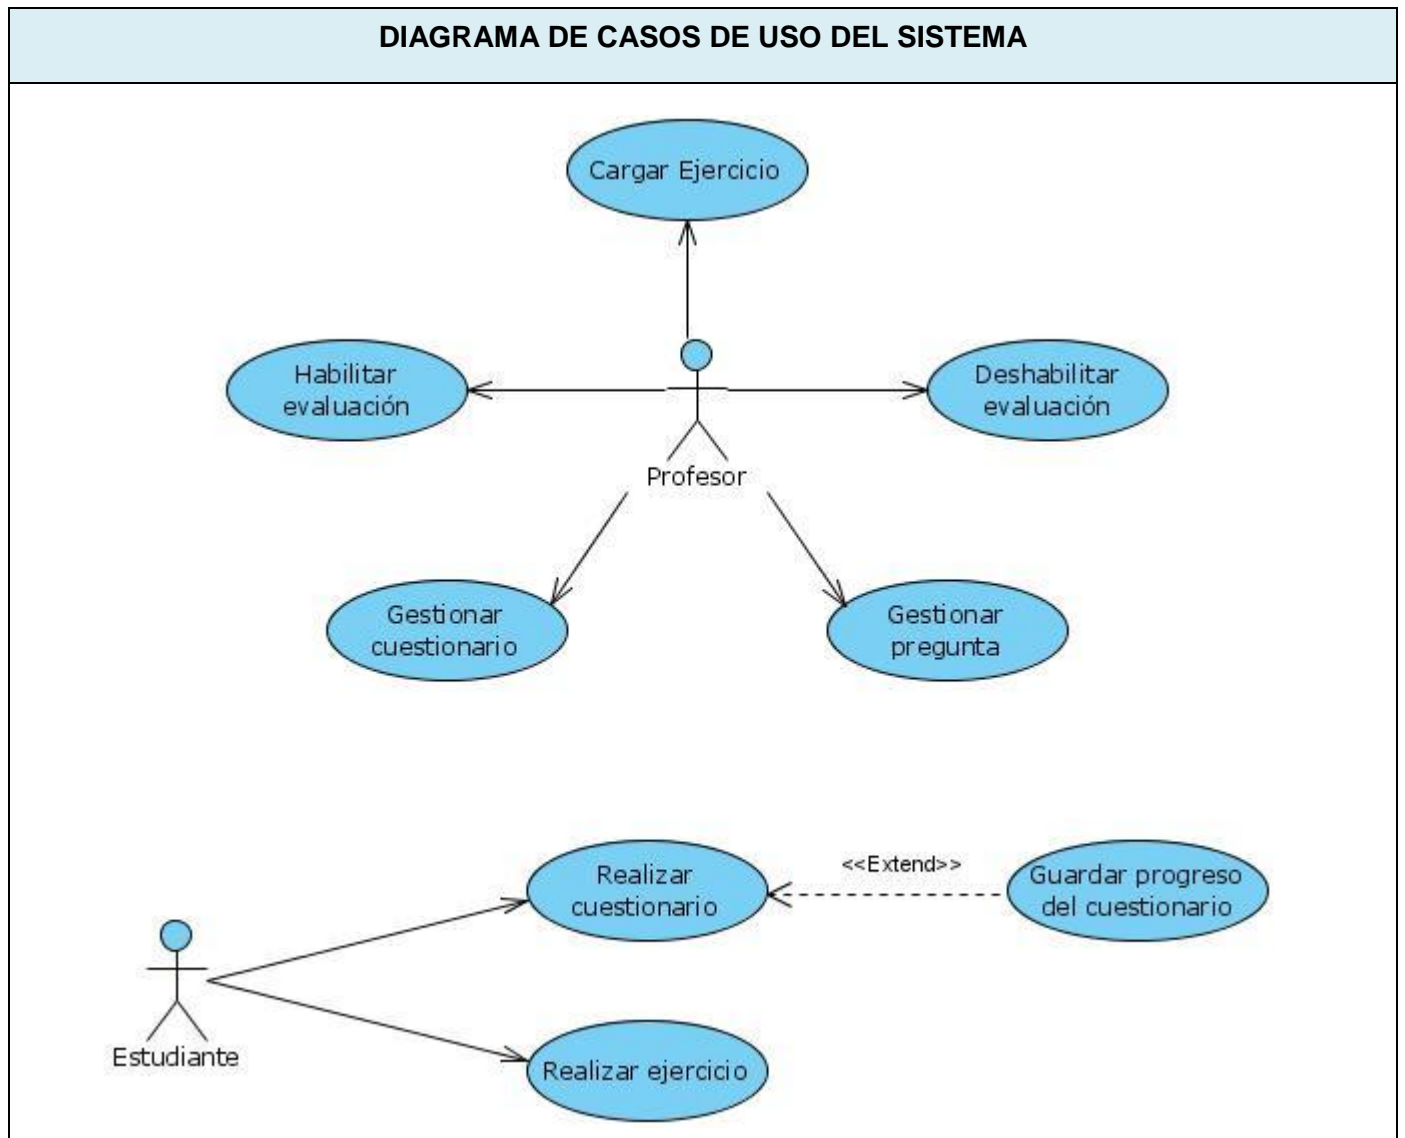 DIAGRAMA DE CASOS DE USO DEL SISTEMA
Cargar Ejercicio
Habilitar
evaluación
Deshabilitar
evaluación
Profesor
Gestionar
cuestionario
Gestionar
pregunta
Realizar
cuestionario
<<Extend>>
Guardar progreso
del cuestionario
Estudiante
Realizar ejercicio